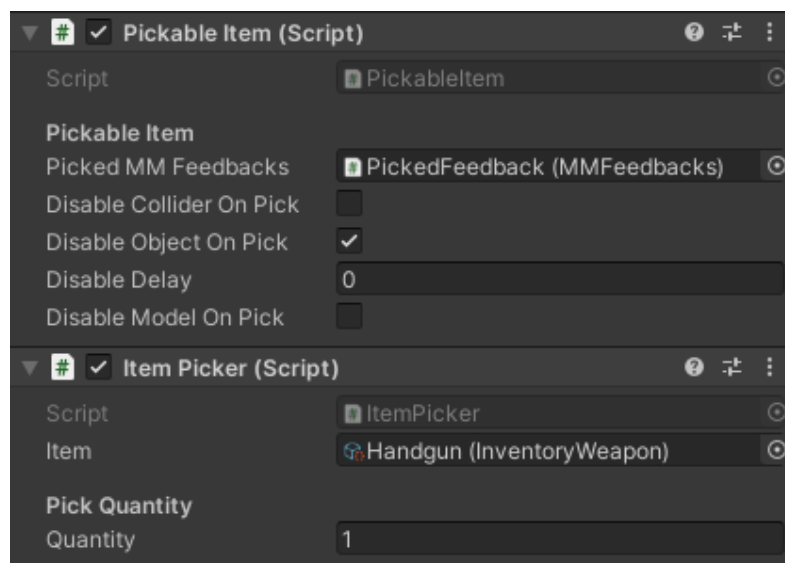 Pickable Item (Script)
Script PickableItem
Pickable Item
Picked MM Feedbacks PickedFeedback (MMFeedbacks)
Disable Collider On Pick
Disable Object On Pick
Disable Delay 0
Disable Model On Pick
Item Picker (Script)
Script ItemPicker
Item Handgun (InventoryWeapon)
Pick Quantity
Quantity 1